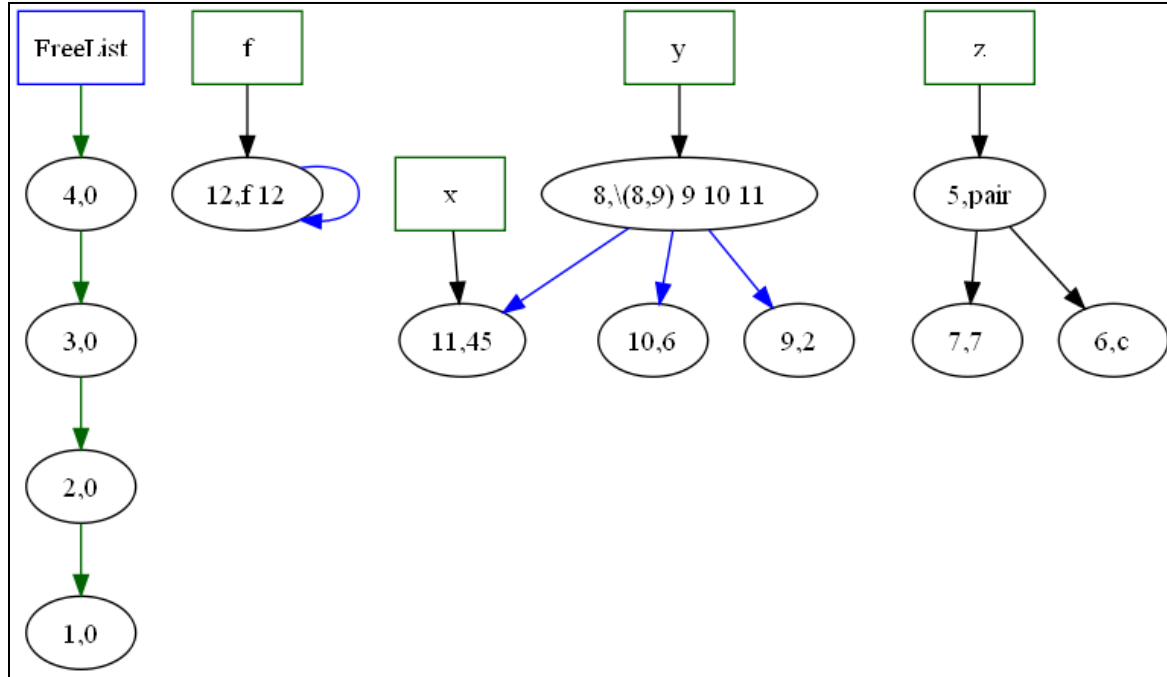 FreeList
f
y
z
4,0
12,f 12
x
8,\(8,9) 9 10 11
5,pair
3,0
11,45
10,6
9,2
7,7
6,c
2,0
1,0